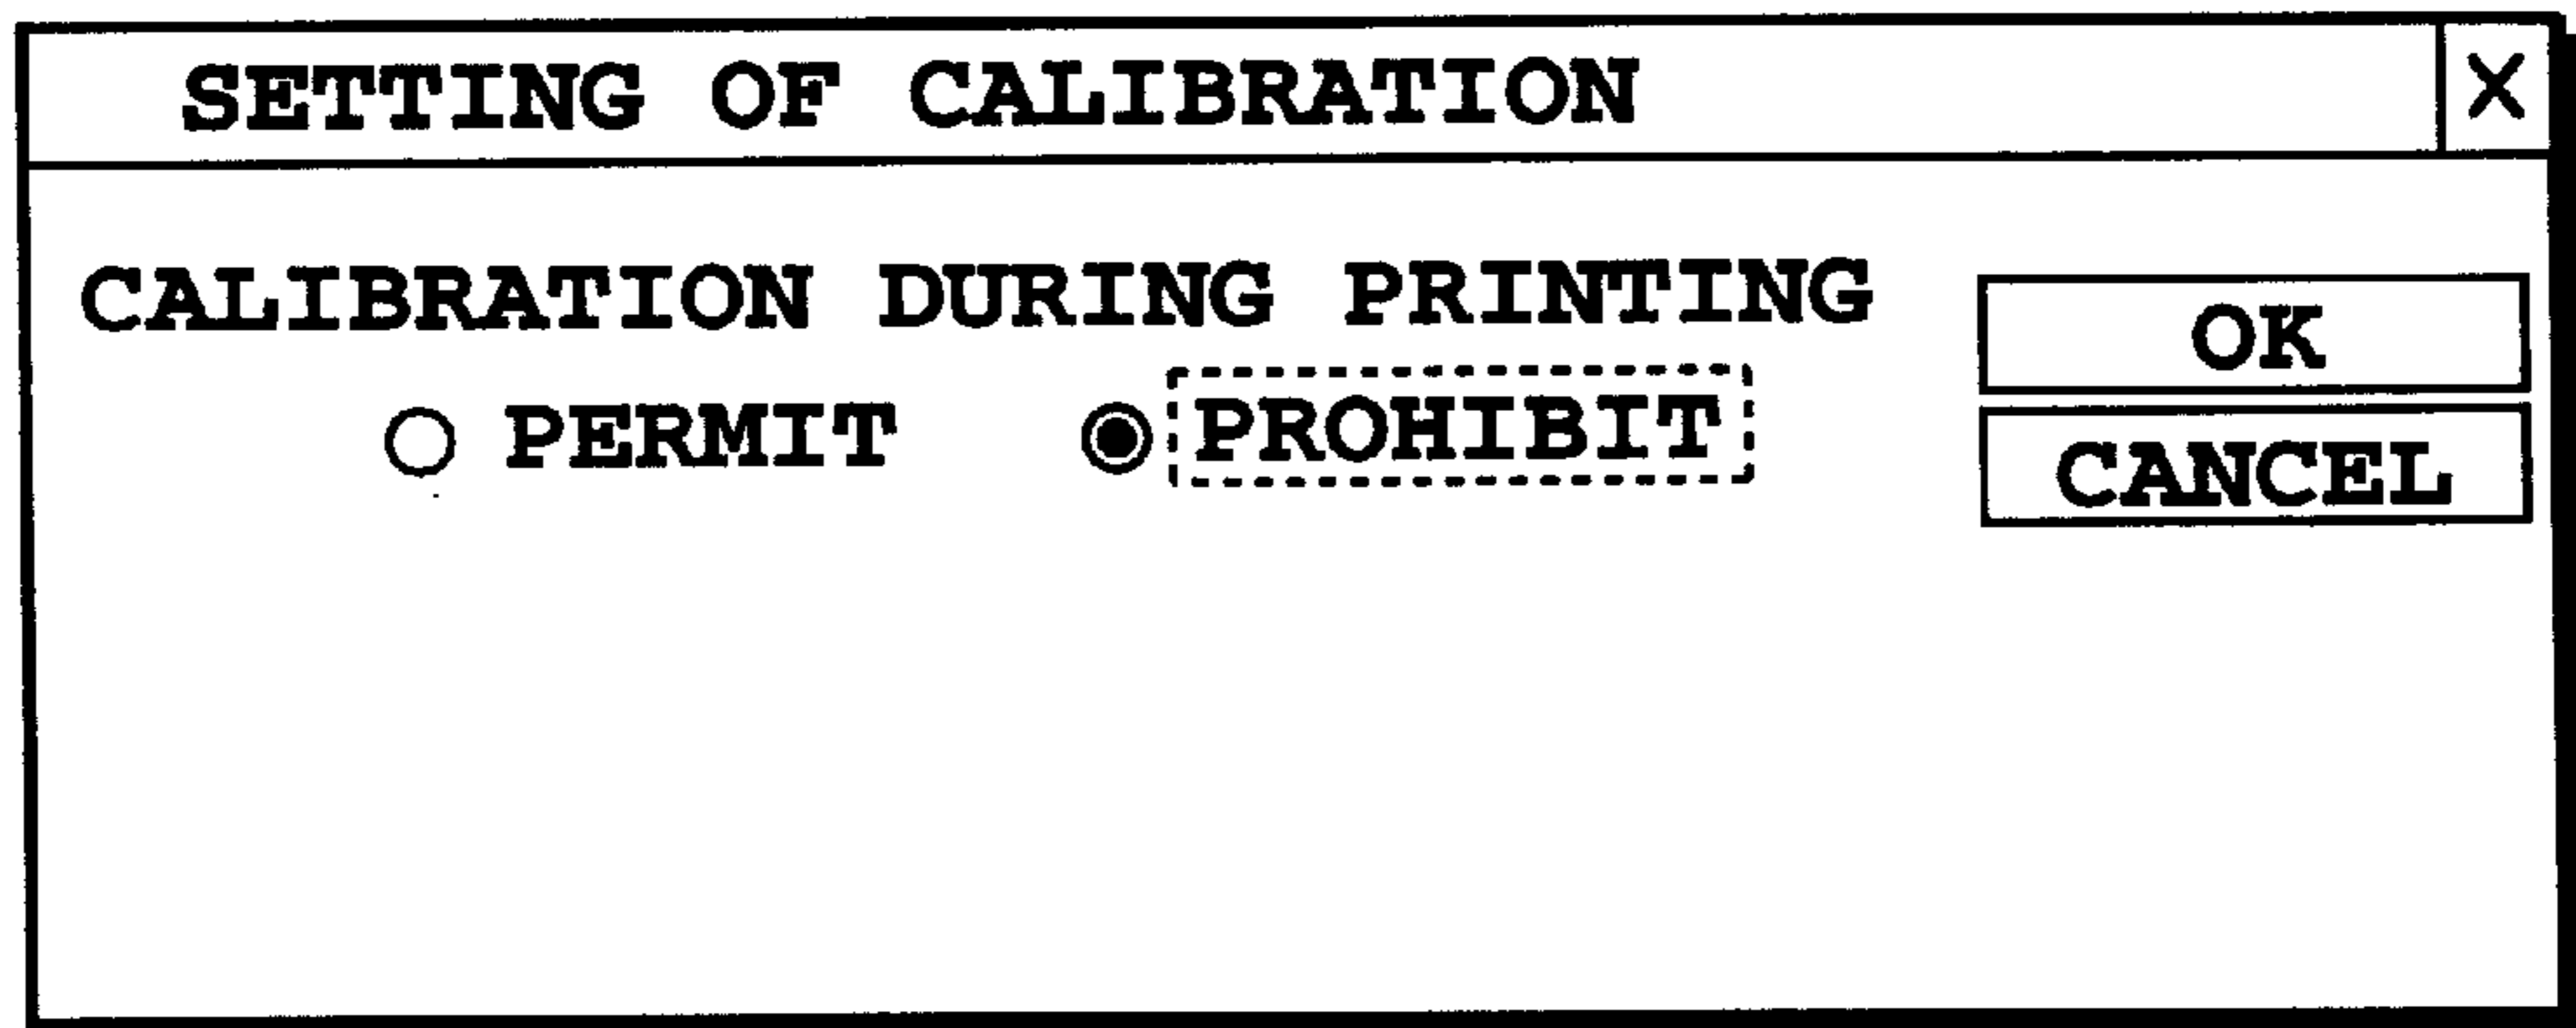 SETTING OF CALIBRATION X
CALIBRATION DURING PRINTING
PERMIT PROHIBIT
OK
CANCEL